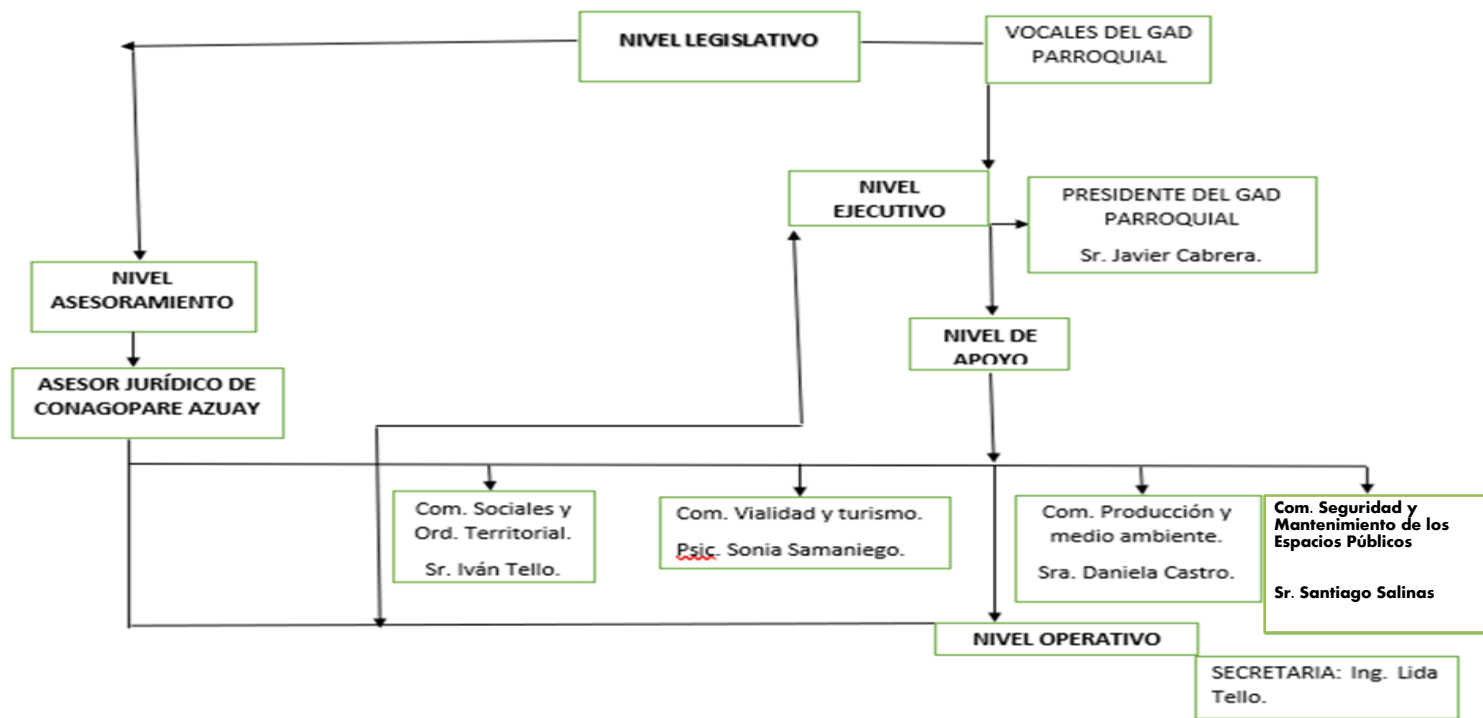 NIVEL LEGISLATIVO
VOCALES DEL GAD
PARROQUIAL
NIVEL
EJECUTIVO
PRESIDENTE DEL GAD
PARROQUIAL
Sr. Javier Cabrera.
NIVEL
ASESORAMIENTO
NIVEL DE
APOYO
ASESOR JURÍDICO DE
CONAGOPARE AZUAY
Com. Sociales y
Ord. Territorial.
Sr. Iván Tello.
Com. Vialidad y turismo.
Psic. Sonia Samaniego.
Com. Producción y
medio ambiente.
Sra. Daniela Castro.
Com. Seguridad y
Mantenimiento de los
Espacios Públicos
Sr. Santiago Salinas
NIVEL OPERATIVO
SECRETARIA: Ing. Lida
Tello.